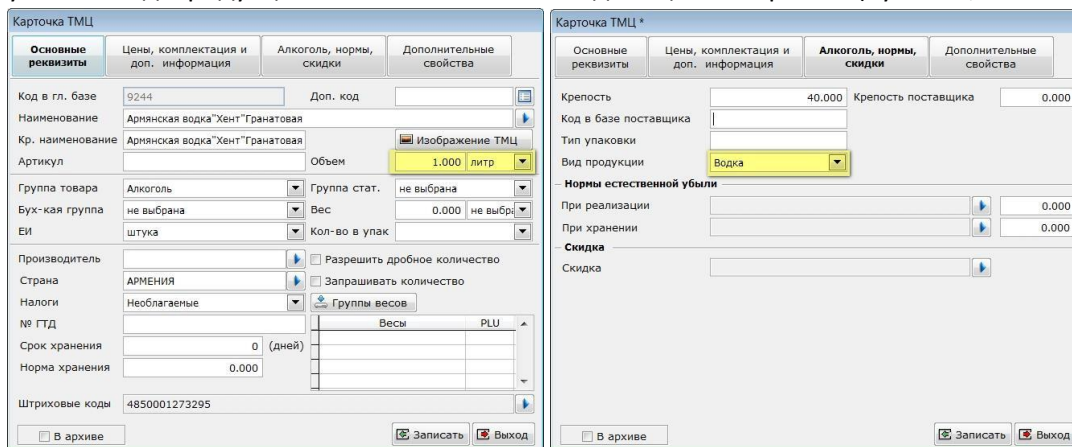 Карточка ТМЦ
Основные реквизиты
Цены, комплектация и доп. информация
Алкоголь, нормы, скидки
Дополнительные свойства
Код в гл. базе 9244 Доп. код
Наименование Армянская водка"Хент"Гранатовая
Кр. наименование Армянская водка"Хент"Гранатовая Изображение ТМЦ
Артикул Объем 1.000 литр
Группа товара Алкоголь Группа стат. не выбрана
Бух-кая группа не выбрана Вес 0.000 не выбра
ЕИ штука Кол-во в упак
Производитель Разрешить дробное количество
Страна АРМЕНИЯ Запрашивать количество
Налоги Необлагаемые Группы весов
№ ГТД Весы PLU
Срок хранения 0 (дней)
Норма хранения 0.000
Штриховые коды 4850001273295
В архиве Записать Выход
Карточка ТМЦ *
Основные реквизиты
Цены, комплектация и доп. информация
Алкоголь, нормы, скидки
Дополнительные свойства
Крепость 40.000 Крепость поставщика 0.000
Код в базе поставщика
Тип упаковки
Вид продукции Водка
Нормы естественной убыли
При реализации 0.000
При хранении 0.000
Скидка
Скидка
В архиве Записать Выход